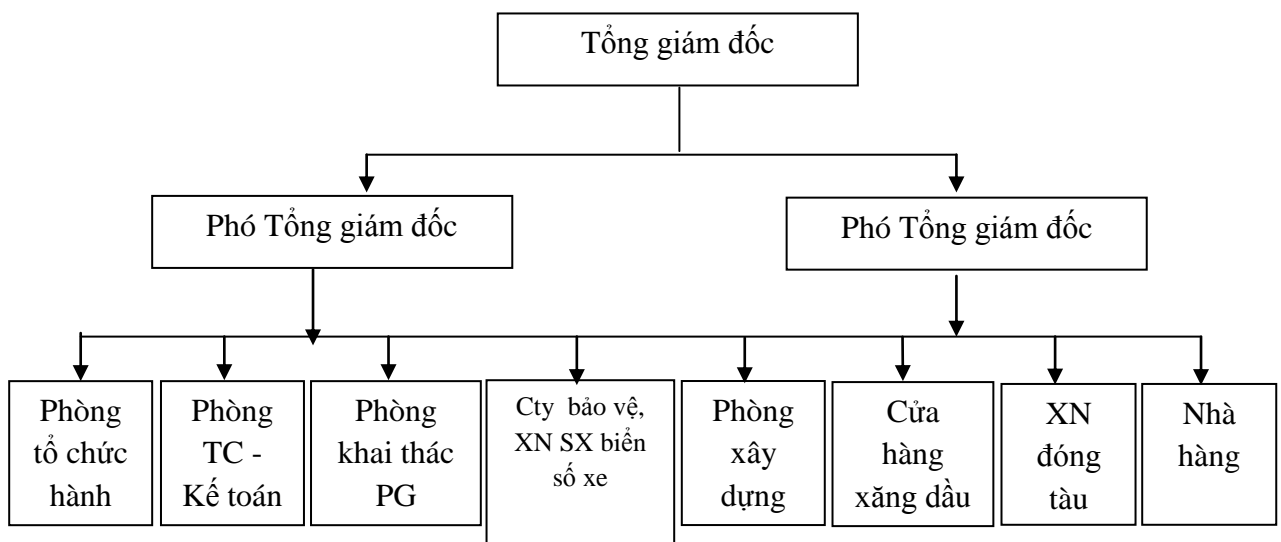 Tổng giám đốc
Phó Tổng giám đốc
Phó Tổng giám đốc
Phòng
tổ chức
hành
Phòng
TC -
Kế toán
Phòng
khai thác
PG
Cty bảo vệ,
XN SX biển
số xe
Phòng
xây
dựng
Cửa
hàng
xăng dầu
XN
đóng
tàu
Nhà
hàng